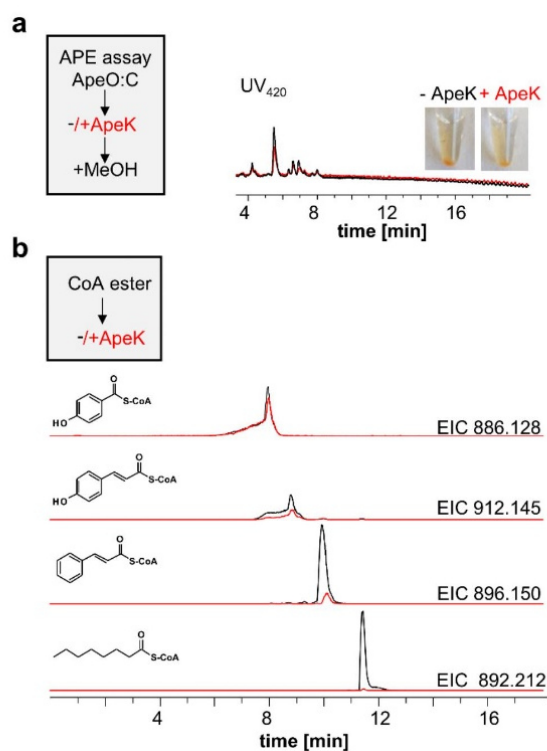 a
APE assay
ApeO:C
-/+ApeK
+MeOH
UV420
- ApeK + ApeK
4 8 12 16
time [min]
b
CoA ester
-/+ApeK
O
S-CoA
HO
EIC 886.128
O
S-CoA
HO
EIC 912.145
O
S-CoA
EIC 896.150
O
S-CoA
EIC 892.212
4 8 12 16
time [min]